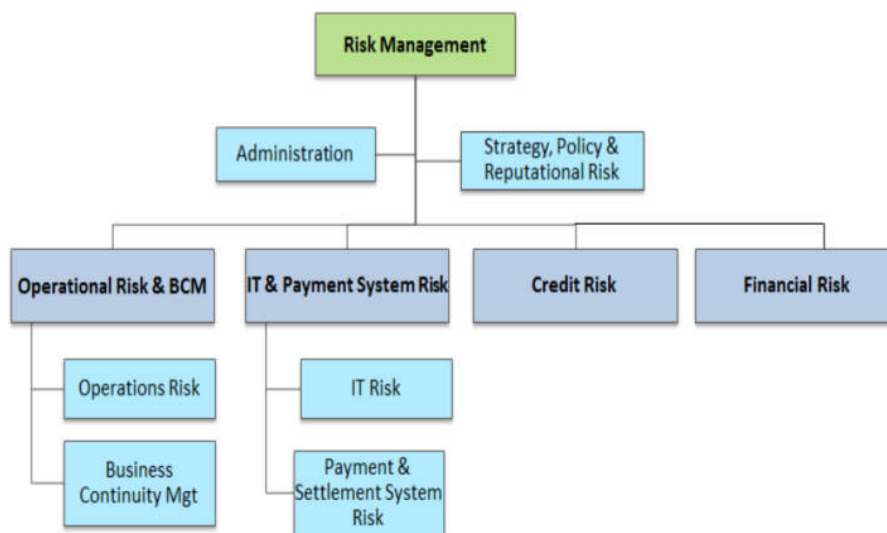 Risk Management
Administration
Strategy, Policy &
Reputational Risk
Operational Risk & BCM
IT & Payment System Risk
Credit Risk
Financial Risk
Operations Risk
IT Risk
Business
Continuity Mgt
Payment &
Settlement System
Risk